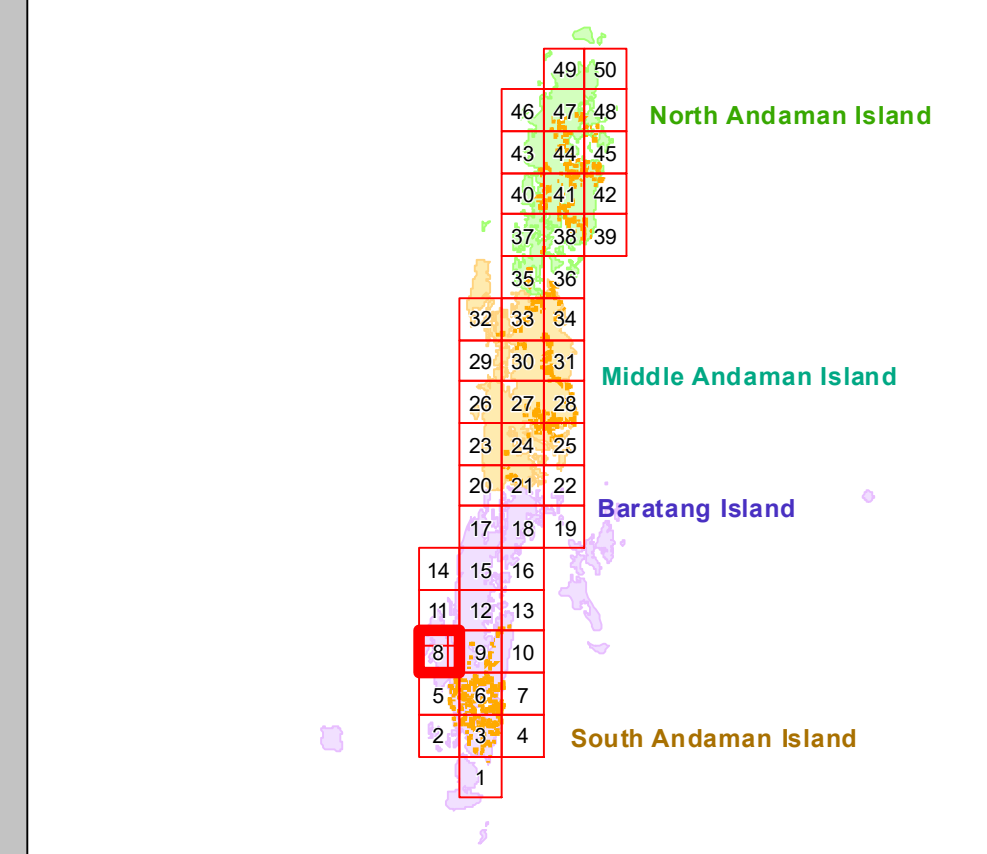 49 50
46 47 48
North Andaman Island
43 44 45
40 41 42
37 38 39
35 36
32 33 34
29 30 31
Middle Andaman Island
26 27 28
23 24 25
20 21 22
Baratang Island
17 18 19
14 15 16
11 12 13
8 9 10
5 6 7
2 3 4
South Andaman Island
1